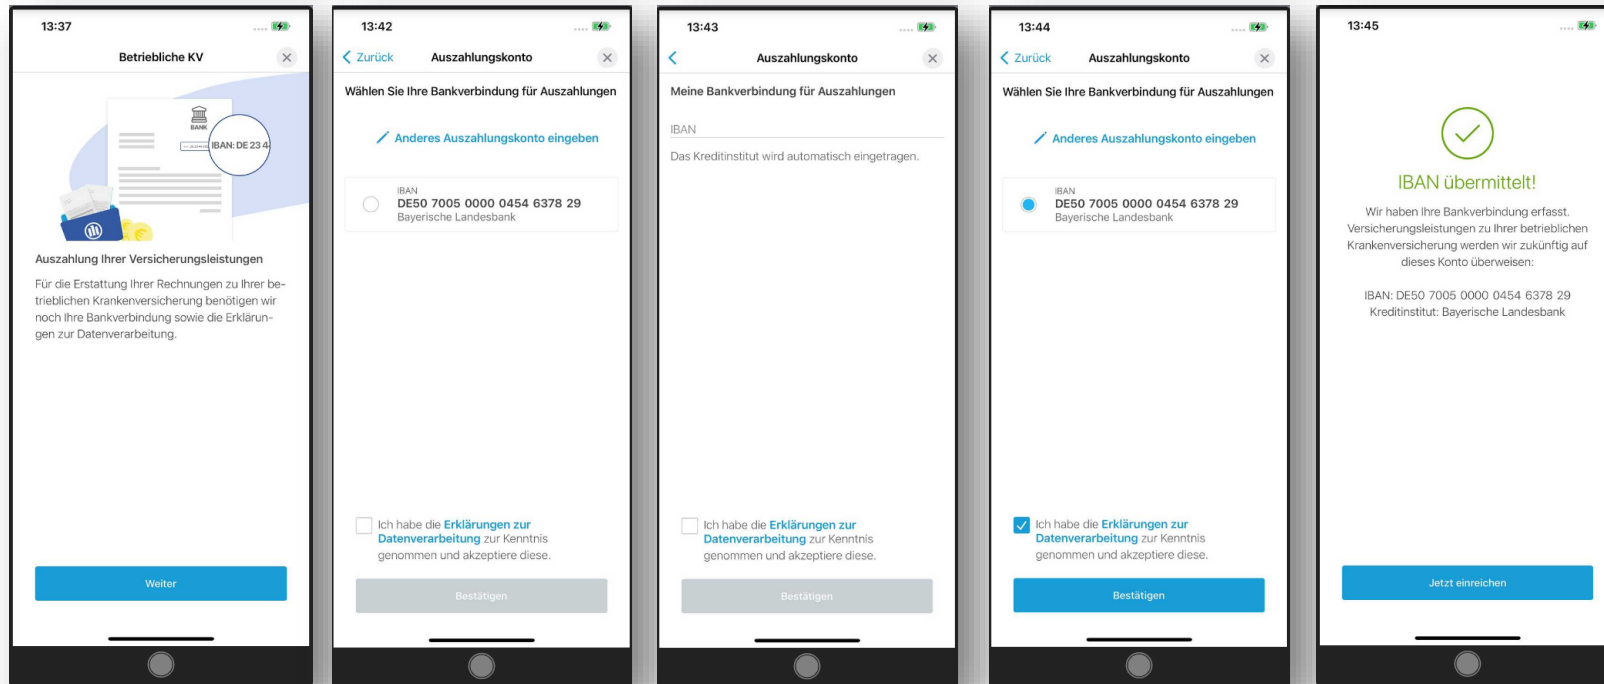 13:37
Betriebliche KV
BANK
IBAN: DE 23 4
Auszahlung Ihrer Versicherungsleistungen
Für die Erstattung Ihrer Rechnungen zu Ihrer be-
trieblichen Krankenversicherung benötigen wir
noch Ihre Bankverbindung sowie die Erklärun-
gen zur Datenverarbeitung.
Weiter
13:42
Zurück
Auszahlungskonto
Wählen Sie Ihre Bankverbindung für Auszahlungen
Anderes Auszahlungskonto eingeben
IBAN
DE50 7005 0000 0454 6378 29
Bayerische Landesbank
Ich habe die Erklärungen zur
Datenverarbeitung zur Kenntnis
genommen und akzeptiere diese.
Bestätigen
13:43
Auszahlungskonto
Meine Bankverbindung für Auszahlungen
IBAN
Das Kreditinstitut wird automatisch eingetragen.
Ich habe die Erklärungen zur
Datenverarbeitung zur Kenntnis
genommen und akzeptiere diese.
Bestätigen
13:44
Zurück
Auszahlungskonto
Wählen Sie Ihre Bankverbindung für Auszahlungen
Anderes Auszahlungskonto eingeben
IBAN
DE50 7005 0000 0454 6378 29
Bayerische Landesbank
Ich habe die Erklärungen zur
Datenverarbeitung zur Kenntnis
genommen und akzeptiere diese.
Bestätigen
13:45
IBAN übermittelt!
Wir haben Ihre Bankverbindung erfasst.
Versicherungsleistungen zu Ihrer betrieblichen
Krankenversicherung werden wir zukünftig auf
dieses Konto überweisen:
IBAN: DE50 7005 0000 0454 6378 29
Kreditinstitut: Bayerische Landesbank
Jetzt einreichen